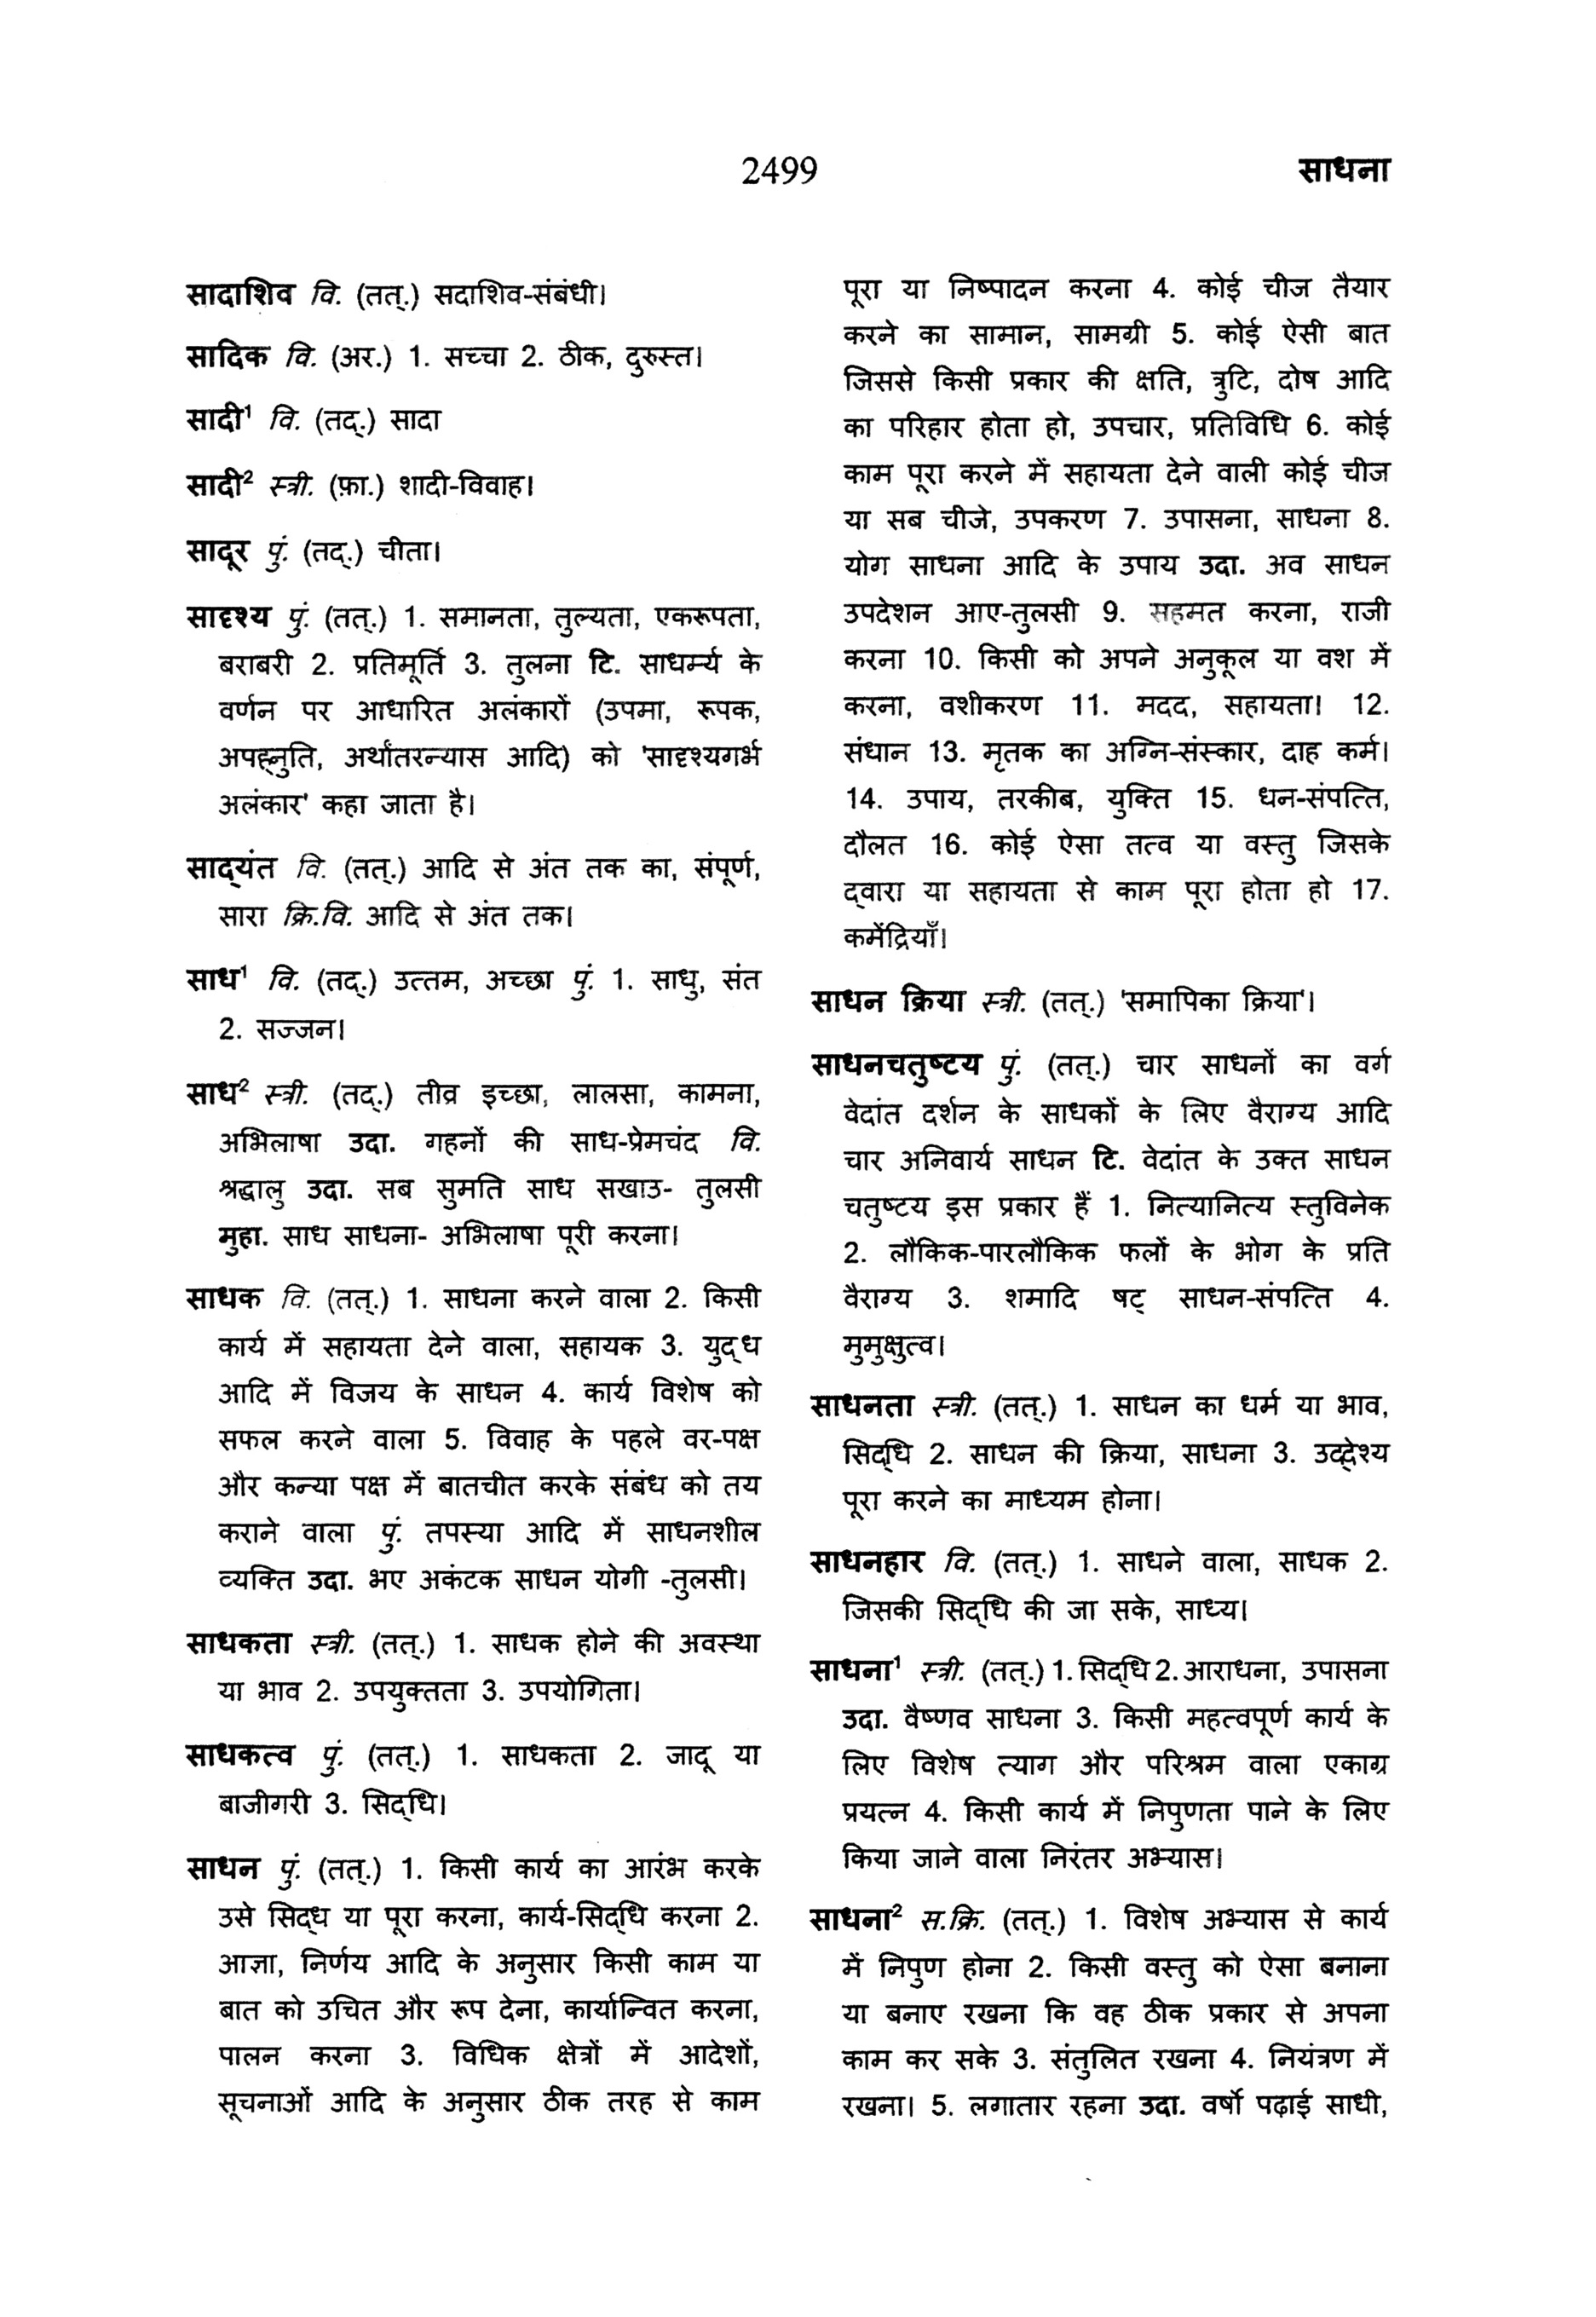 2499
साधना
सादाशिव वि. (तत्.) सदाशिव-संबंधी।
सादिक वि. (अर.) 1. सच्चा 2. ठीक, दुरुस्त।
सादी¹ वि. (तद्.) सादा
सादी² स्त्री. (फ़ा.) शादी-विवाह।
सादूर पुं. (तद्.) चीता।
सादृश्य पुं. (तत्.) 1. समानता, तुल्यता, एकरूपता,
बराबरी 2. प्रतिमूर्ति 3. तुलना टि. साधर्म्य के
वर्णन पर आधारित अलंकारों (उपमा, रूपक,
अपह्नुति, अर्थांतरन्यास आदि) को 'सादृश्यगर्भ
अलंकार' कहा जाता है।
साद्यंत वि. (तत्.) आदि से अंत तक का, संपूर्ण,
सारा क्रि.वि. आदि से अंत तक।
साध¹ वि. (तद्.) उत्तम, अच्छा पुं. 1. साधु, संत
2. सज्जन।
साध² स्त्री. (तद्.) तीव्र इच्छा, लालसा, कामना,
अभिलाषा उदा. गहनों की साध-प्रेमचंद वि.
श्रद्धालु उदा. सब सुमति साध सखाउ- तुलसी
मुहा. साध साधना- अभिलाषा पूरी करना।
साधक वि. (तत्.) 1. साधना करने वाला 2. किसी
कार्य में सहायता देने वाला, सहायक 3. युद्ध
आदि में विजय के साधन 4. कार्य विशेष को
सफल करने वाला 5. विवाह के पहले वर-पक्ष
और कन्या पक्ष में बातचीत करके संबंध को तय
कराने वाला पुं. तपस्या आदि में साधनशील
व्यक्ति उदा. भए अकंटक साधन योगी -तुलसी।
साधकता स्त्री. (तत्.) 1. साधक होने की अवस्था
या भाव 2. उपयुक्तता 3. उपयोगिता।
साधकत्व पुं. (तत्.) 1. साधकता 2. जादू या
बाजीगरी 3. सिद्धि।
साधन पुं. (तत्.) 1. किसी कार्य का आरंभ करके
उसे सिद्ध या पूरा करना, कार्य-सिद्धि करना 2.
आज्ञा, निर्णय आदि के अनुसार किसी काम या
बात को उचित और रूप देना, कार्यान्वित करना,
पालन करना 3. विधिक क्षेत्रों में आदेशों,
सूचनाओं आदि के अनुसार ठीक तरह से काम
पूरा या निष्पादन करना 4. कोई चीज तैयार
करने का सामान, सामग्री 5. कोई ऐसी बात
जिससे किसी प्रकार की क्षति, त्रुटि, दोष आदि
का परिहार होता हो, उपचार, प्रतिविधि 6. कोई
काम पूरा करने में सहायता देने वाली कोई चीज
या सब चीजे, उपकरण 7. उपासना, साधना 8.
योग साधना आदि के उपाय उदा. अव साधन
उपदेशन आए-तुलसी 9. सहमत करना, राजी
करना 10. किसी को अपने अनुकूल या वश में
करना, वशीकरण 11. मदद, सहायता। 12.
संधान 13. मृतक का अग्नि-संस्कार, दाह कर्म।
14. उपाय, तरकीब, युक्ति 15. धन-संपत्ति,
दौलत 16. कोई ऐसा तत्व या वस्तु जिसके
द्वारा या सहायता से काम पूरा होता हो 17.
कर्मेंद्रियाँ।
साधन क्रिया स्त्री. (तत्.) 'समापिका क्रिया'।
साधनचतुष्टय पुं. (तत्.) चार साधनों का वर्ग
वेदांत दर्शन के साधकों के लिए वैराग्य आदि
चार अनिवार्य साधन टि. वेदांत के उक्त साधन
चतुष्टय इस प्रकार हैं 1. नित्यानित्य स्तुविनेक
2. लौकिक-पारलौकिक फलों के भोग के प्रति
वैराग्य 3. शमादि षट् साधन-संपत्ति 4.
मुमुक्षुत्व।
साधनता स्त्री. (तत्.) 1. साधन का धर्म या भाव,
सिद्धि 2. साधन की क्रिया, साधना 3. उद्देश्य
पूरा करने का माध्यम होना।
साधनहार वि. (तत्.) 1. साधने वाला, साधक 2.
जिसकी सिद्धि की जा सके, साध्य।
साधना¹ स्त्री. (तत्.) 1. सिद्धि 2. आराधना, उपासना
उदा. वैष्णव साधना 3. किसी महत्वपूर्ण कार्य के
लिए विशेष त्याग और परिश्रम वाला एकाग्र
प्रयत्न 4. किसी कार्य में निपुणता पाने के लिए
किया जाने वाला निरंतर अभ्यास।
साधना² स.क्रि. (तत्.) 1. विशेष अभ्यास से कार्य
में निपुण होना 2. किसी वस्तु को ऐसा बनाना
या बनाए रखना कि वह ठीक प्रकार से अपना
काम कर सके 3. संतुलित रखना 4. नियंत्रण में
रखना। 5. लगातार रहना उदा. वर्षो पढ़ाई साधी,